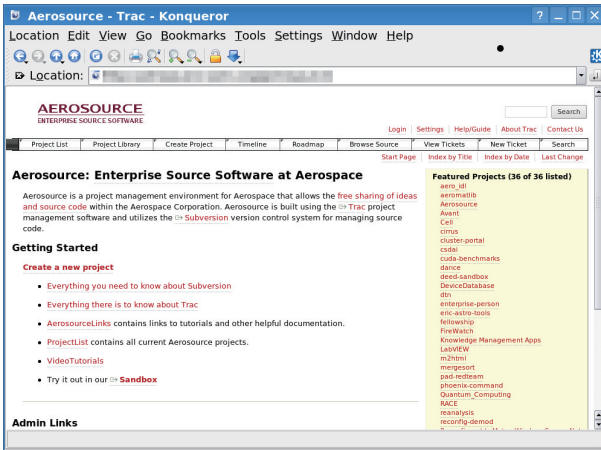 Aerosource - Trac - Konqueror
Location Edit View Go Bookmarks Tools Settings Window Help
Location:
AEROSOURCE
ENTERPRISE SOURCE SOFTWARE
Search
Login Settings Help/Guide About Trac Contact Us
Project List Project Library Create Project Timeline Roadmap Browse Source View Tickets New Ticket Search
Start Page Index by Title Index by Date Last Change
Aerosource: Enterprise Source Software at Aerospace
Aerosource is a project management environment for Aerospace that allows the free sharing of ideas
and source code within the Aerospace Corporation. Aerosource is built using the Trac project
management software and utilizes the Subversion version control system for managing source
code.
Getting Started
Create a new project
• Everything you need to know about Subversion
• Everything there is to know about Trac
• AerosourceLinks contains links to tutorials and other helpful documentation.
• ProjectList contains all current Aerosource projects.
• VideoTutorials
• Try it out in our Sandbox
Admin Links
Featured Projects (36 of 36 listed)
aero_idl
aeromatlib
Aerosource
Avant
Cell
cirrus
cluster-portal
csdai
cuda-benchmarks
dance
deed-sandbox
DeviceDatabase
dtn
enterprise-person
eric-astro-tools
fellowship
FireWatch
Knowledge Management Apps
LabVIEW
m2html
mergesort
pad-redteam
phoenix-command
Quantum_Computing
RACE
reanalysis
reconfig-demod